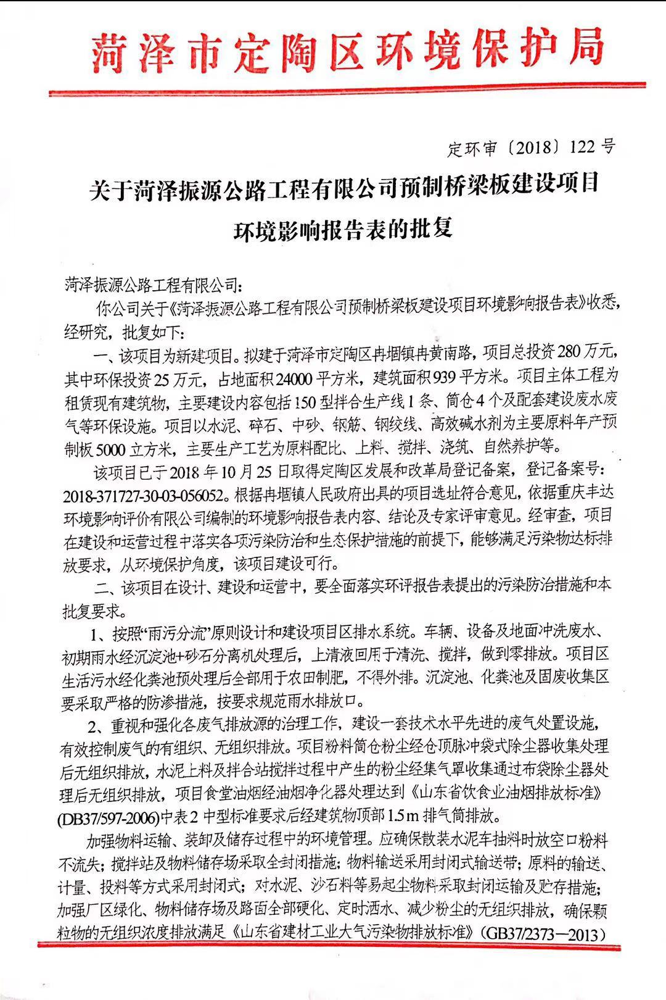 菏泽市定陶区环境保护局
定环审〔2018〕122号
关于菏泽振源公路工程有限公司预制桥梁板建设项目
环境影响报告表的批复
菏泽振源公路工程有限公司:
你公司关于《菏泽振源公路工程有限公司预制桥梁板建设项目环境影响报告表》收悉,
经研究，批复如下:
一、该项目为新建项目。拟建于菏泽市定陶区冉堌镇冉黄南路，项目总投资280万元,
其中环保投资25万元，占地面积24000平方米，建筑面积939平方米。项目主体工程为
租赁现有建筑物，主要建设内容包括150型拌合生产线1条、筒仓4个及配套建设废水废
气等环保设施。项目以水泥、碎石、中砂、钢筋、钢绞线、高效碱水剂为主要原料年产预
制板5000立方米，主要生产工艺为原料配比、上料、搅拌、浇筑、自然养护等。
该项目已于2018年10月25日取得定陶区发展和改革局登记备案，登记备案号:
2018-371727-30-03-056052。根据冉堌镇人民政府出具的项目选址符合意见，依据重庆丰达
环境影响评价有限公司编制的环境影响报告表内容、结论及专家评审意见。经审查，项目
在建设和运营过程中落实各项污染防治和生态保护措施的前提下，能够满足污染物达标排
放要求，从环境保护角度，该项目建设可行。
二、该项目在设计、建设和运营中，要全面落实环评报告表提出的污染防治措施和本
批复要求。
1、按照“雨污分流”原则设计和建设项目区排水系统。车辆、设备及地面冲洗废水、
初期雨水经沉淀池+砂石分离机处理后，上清液回用于清洗、搅拌，做到零排放。项目区
生活污水经化粪池预处理后全部用于农田制肥，不得外排。沉淀池、化粪池及固废收集区
要采取严格的防渗措施，按要求规范雨水排放口。
2、重视和强化各废气排放源的治理工作，建设一套技术水平先进的废气处置设施，
有效控制废气的有组织、无组织排放。项目粉料筒仓粉尘经仓顶脉冲袋式除尘器收集处理
后无组织排放，水泥上料及拌合站搅拌过程中产生的粉尘经集气罩收集通过布袋除尘器处
理后无组织排放，项目食堂油烟经油烟净化器处理达到《山东省饮食业油烟排放标准》
(DB37/597-2006)中表2中型标准要求后经建筑物顶部1.5m排气筒排放。
加强物料运输、装卸及储存过程中的环境管理。应确保散装水泥车抽料时放空口粉料
不流失；搅拌站及物料储存场采取全封闭措施；物料输送采用封闭式输送带；原料的输送、
计量、投料等方式采用封闭式；对水泥、沙石料等易起尘物料采取封闭运输及贮存措施；
加强厂区绿化、物料储存场及路面全部硬化、定时洒水、减少粉尘的无组织排放，确保颗
粒物的无组织浓度排放满足《山东省建材工业大气污染物排放标准》（GB37/2373—2013）